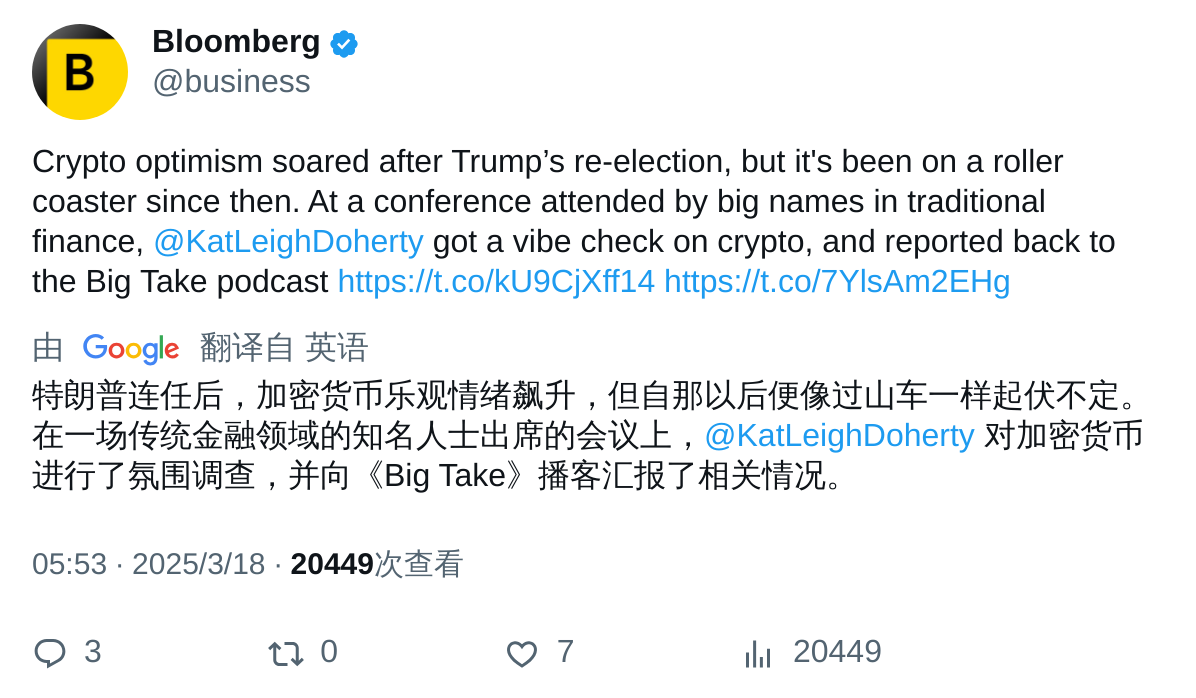 B
Bloomberg
@business
Crypto optimism soared after Trump’s re-election, but it's been on a roller
coaster since then. At a conference attended by big names in traditional
finance, @KatLeighDoherty got a vibe check on crypto, and reported back to
the Big Take podcast https://t.co/kU9CjXff14 https://t.co/7YlsAm2EHg
由 Google 翻译自 英语
特朗普连任后，加密货币乐观情绪飙升，但自那以后便像过山车一样起伏不定。
在一场传统金融领域的知名人士出席的会议上，@KatLeighDoherty 对加密货币
进行了氛围调查，并向《Big Take》播客汇报了相关情况。
05:53 · 2025/3/18 · 20449次查看
3 0 7 20449